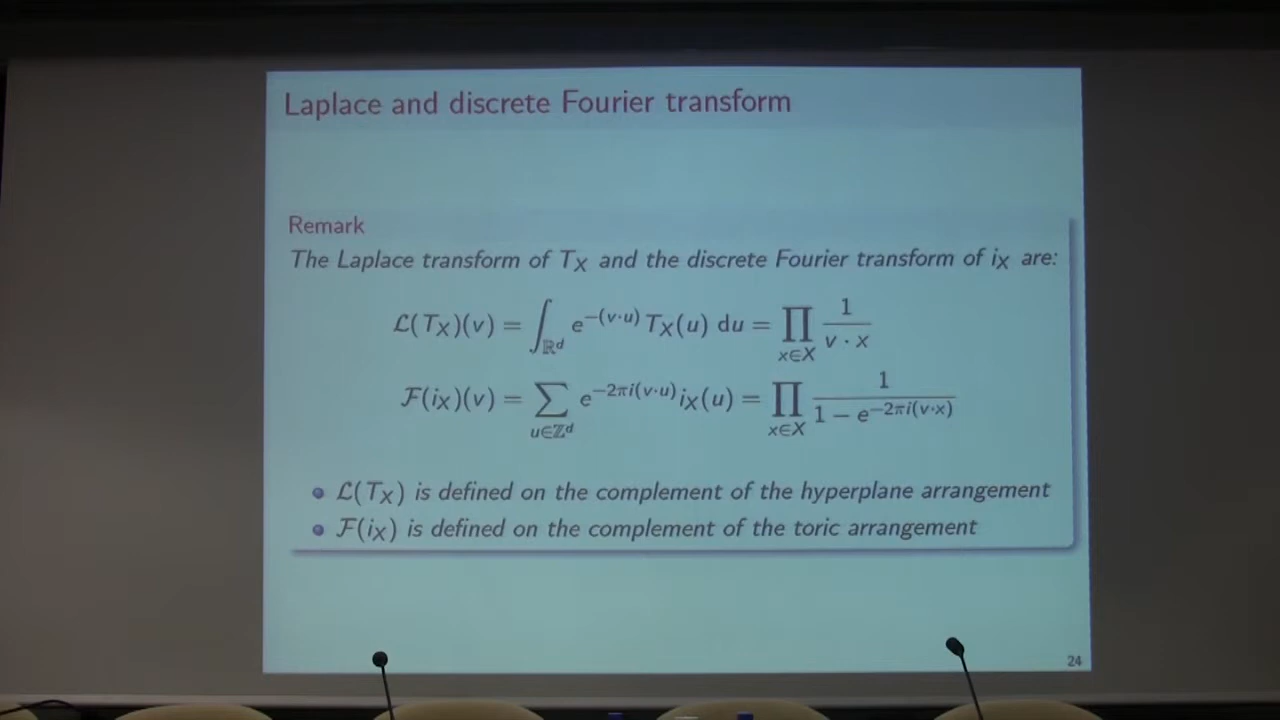 Laplace and discrete Fourier transform
Remark
The Laplace transform of T_X and the discrete Fourier transform of i_X are:
ℒ(T_X)(v) = ∫_{ℝ^d} e^{−(v·u)} T_X(u) du = ∏_{x∈X} 1/(v · x)
ℱ(i_X)(v) = ∑_{u∈ℤ^d} e^{−2πi(v·u)} i_X(u) = ∏_{x∈X} 1/(1 − e^{−2πi(v·x)})
• ℒ(T_X) is defined on the complement of the hyperplane arrangement
• ℱ(i_X) is defined on the complement of the toric arrangement
24